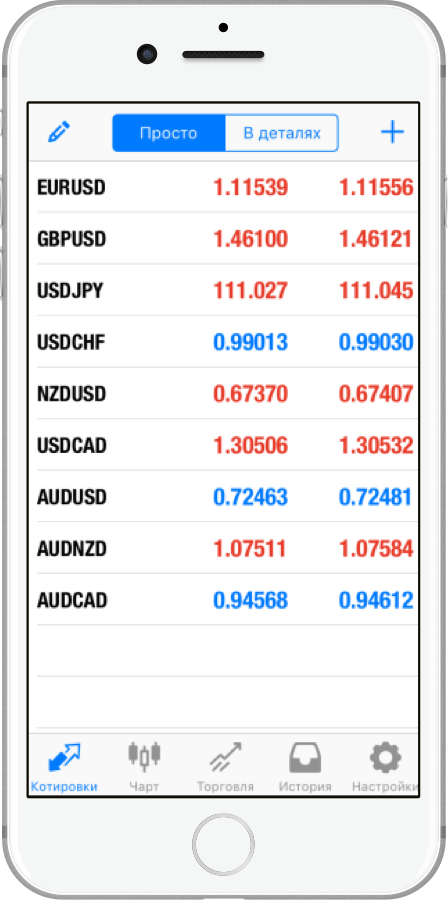 Просто В деталях
EURUSD 1.11539 1.11556
GBPUSD 1.46100 1.46121
USDJPY 111.027 111.045
USDCHF 0.99013 0.99030
NZDUSD 0.67370 0.67407
USDCAD 1.30506 1.30532
AUDUSD 0.72463 0.72481
AUDNZD 1.07511 1.07584
AUDCAD 0.94568 0.94612
Котировки Чарт Торговля История Настройки